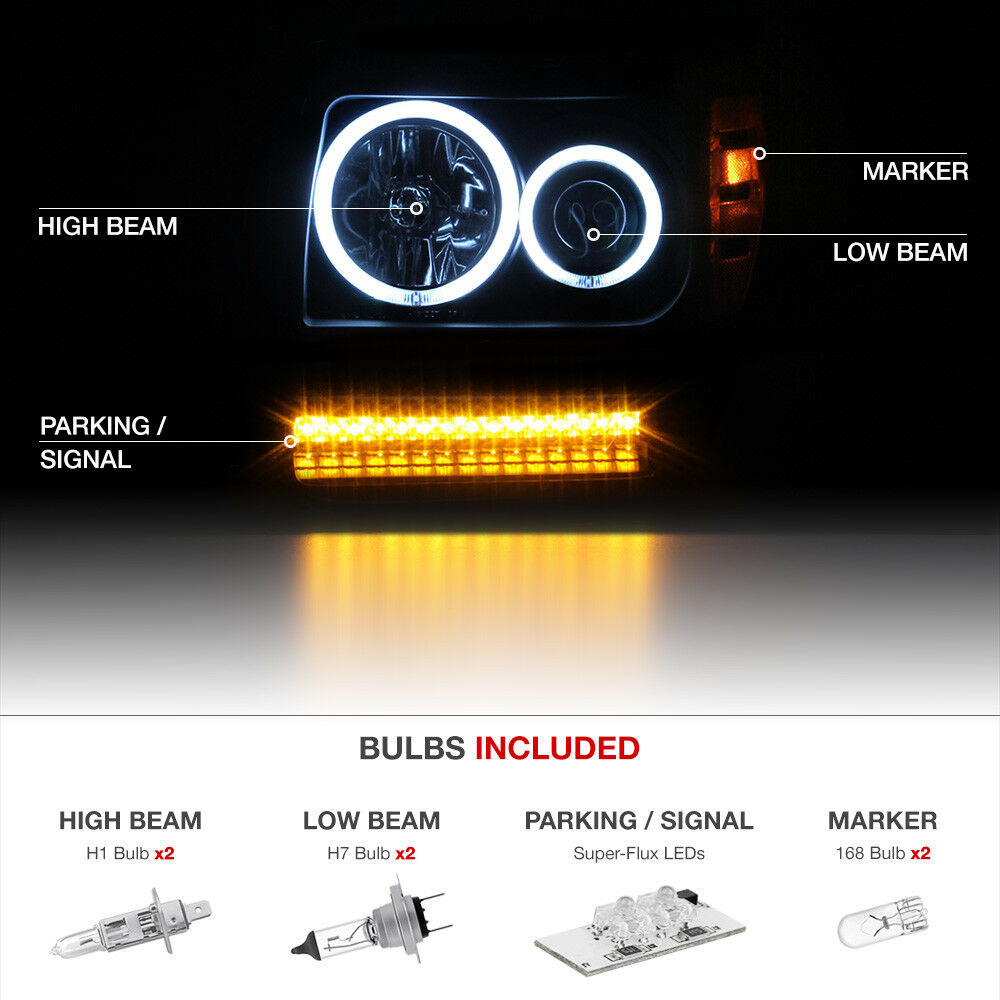 HIGH BEAM
MARKER
LOW BEAM
PARKING /
SIGNAL
BULBS INCLUDED
HIGH BEAM
H1 Bulb x2
LOW BEAM
H7 Bulb x2
PARKING / SIGNAL
Super-Flux LEDs
MARKER
168 Bulb x2